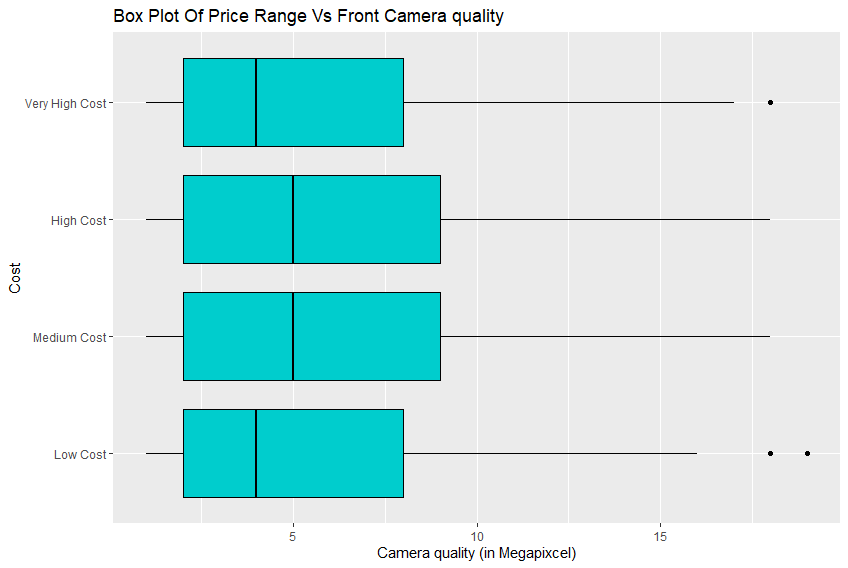 Box Plot Of Price Range Vs Front Camera quality
Cost
Very High Cost
High Cost
Medium Cost
Low Cost
5
10
15
Camera quality (in Megapixcel)